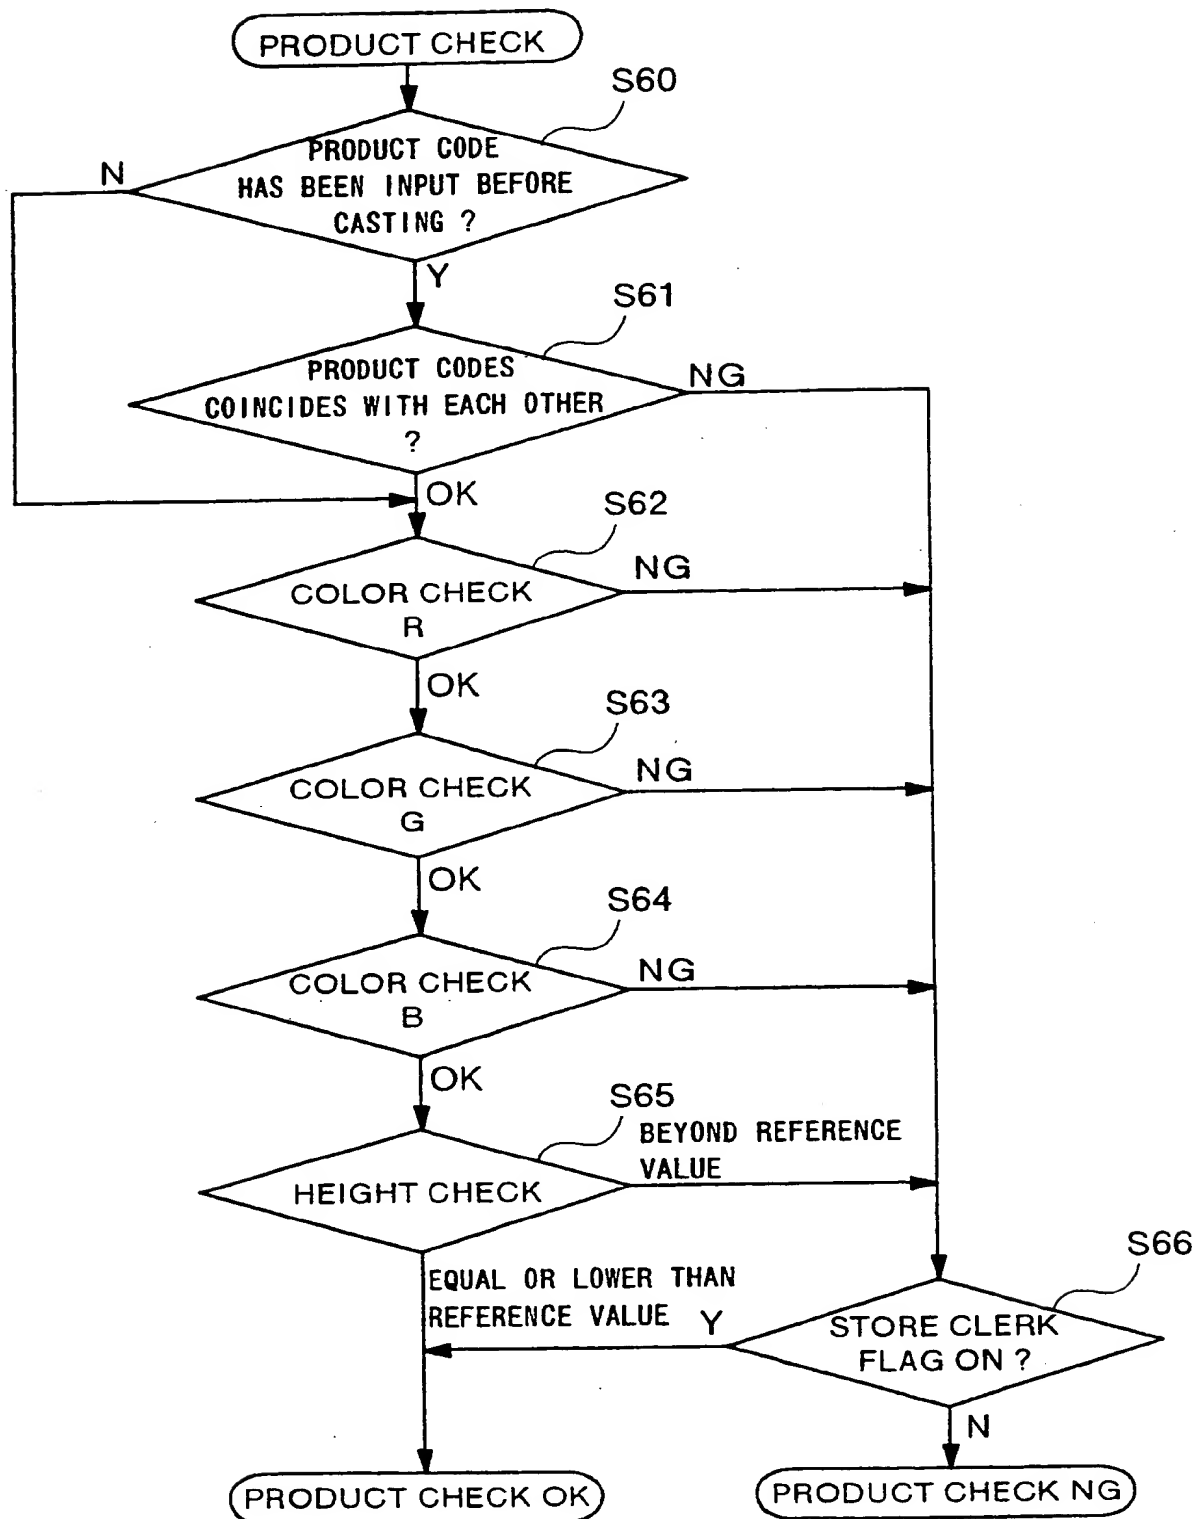 PRODUCT CHECK
S60
PRODUCT CODE
HAS BEEN INPUT BEFORE
CASTING ?
N
Y
S61
PRODUCT CODES
COINCIDES WITH EACH OTHER
?
NG
OK
S62
COLOR CHECK
R
NG
OK
S63
COLOR CHECK
G
NG
OK
S64
COLOR CHECK
B
NG
OK
S65
HEIGHT CHECK
BEYOND REFERENCE
VALUE
EQUAL OR LOWER THAN
REFERENCE VALUE
S66
STORE CLERK
FLAG ON ?
Y
N
PRODUCT CHECK OK
PRODUCT CHECK NG